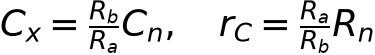 $C_x = \frac{R_b}{R_a} C_n, \quad r_C = \frac{R_a}{R_b} R_n$